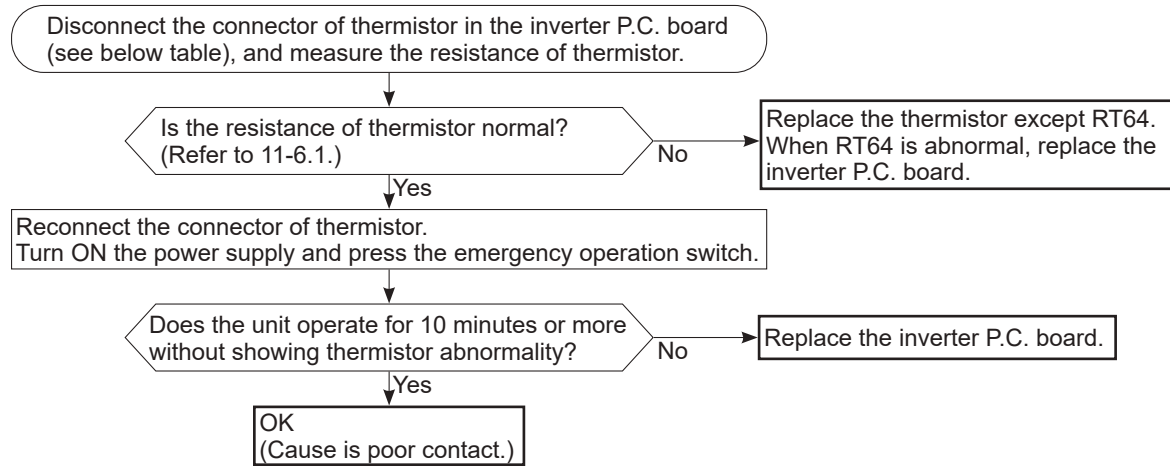 Disconnect the connector of thermistor in the inverter P.C. board
(see below table), and measure the resistance of thermistor.
Is the resistance of thermistor normal?
(Refer to 11-6.1.)
No
Replace the thermistor except RT64.
When RT64 is abnormal, replace the
inverter P.C. board.
Yes
Reconnect the connector of thermistor.
Turn ON the power supply and press the emergency operation switch.
Does the unit operate for 10 minutes or more
without showing thermistor abnormality?
No
Replace the inverter P.C. board.
Yes
OK
(Cause is poor contact.)